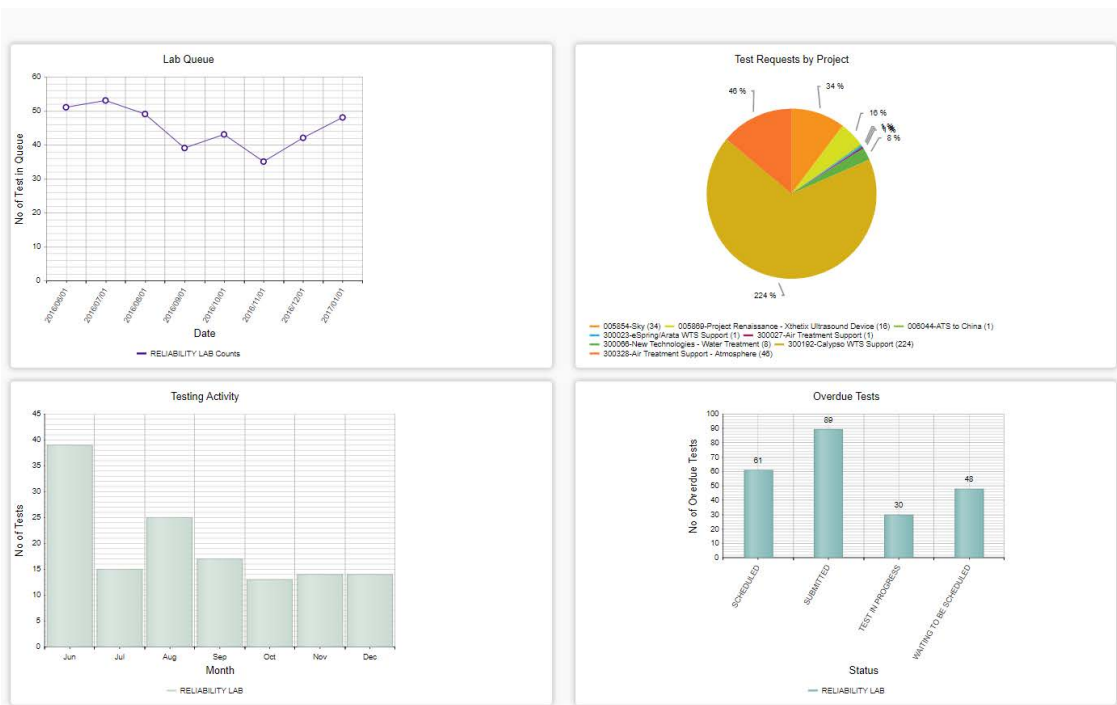 Lab Queue
60
50
40
30
20
10
0
No of Test in Queue
2016/06/01
2016/07/01
2016/08/01
2016/09/01
2016/10/01
2016/11/01
2016/12/01
2017/01/01
Date
RELIABILITY LAB Counts
Test Requests by Project
46 %
34 %
16 %
8 %
224 %
005854-Sky (34) 005869-Project Renaissance - Xthetix Ultrasound Device (16) 006044-ATS to China (1)
300023-eSpring/Arata WTS Support (1) 300027-Air Treatment Support (1)
300066-New Technologies - Water Treatment (8) 300192-Calypso WTS Support (224)
300328-Air Treatment Support - Atmosphere (46)
Testing Activity
45
40
35
30
25
20
15
10
5
0
No of Tests
Jun Jul Aug Sep Oct Nov Dec
Month
RELIABILITY LAB
Overdue Tests
100
90
80
70
60
50
40
30
20
10
0
No of Overdue Tests
61
89
30
48
SCHEDULED
SUBMITTED
TEST IN PROGRESS
WAITING TO BE SCHEDULED
Status
RELIABILITY LAB